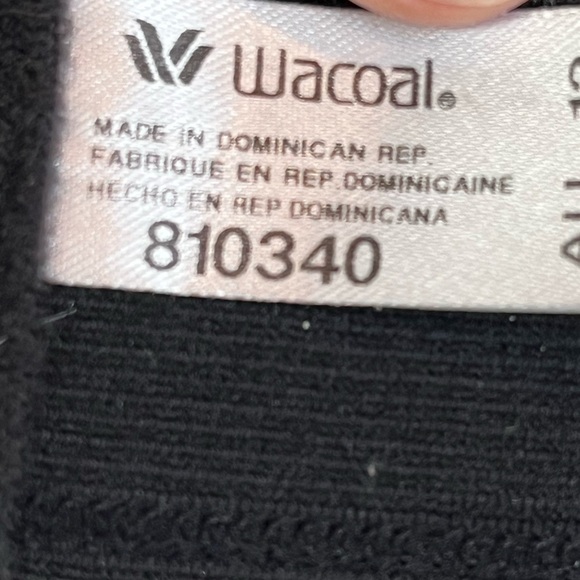 Wacoal®
MADE IN DOMINICAN REP.
FABRIQUE EN REP.DOMINICAINE
HECHO EN REP DOMINICANA
810340